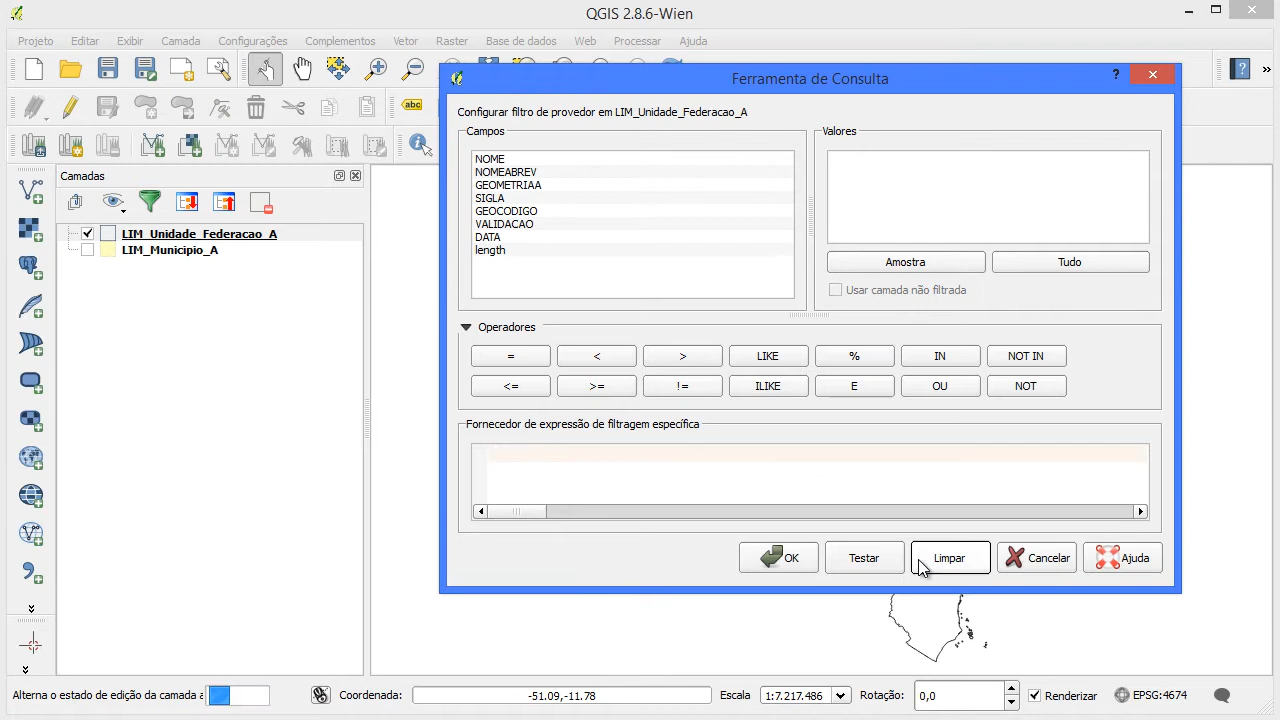 QGIS 2.8.6-Wien
Projeto Editar Exibir Camada Configurações Complementos Vetor Raster Base de dados Web Processar Ajuda
abc
Ferramenta de Consulta
Configurar filtro de provedor em LIM_Unidade_Federacao_A
Campos
NOME
NOMEABREV
GEOMETRIAA
SIGLA
GEOCODIGO
VALIDACAO
DATA
length
Valores
Amostra Tudo
Usar camada não filtrada
Operadores
= < > LIKE % IN NOT IN
<= >= != ILIKE E OU NOT
Fornecedor de expressão de filtragem específica
OK Testar Limpar Cancelar Ajuda
Camadas
LIM_Unidade_Federacao_A
LIM_Municipio_A
Alterna o estado de edição da camada a Coordenada: -51.09,-11.78 Escala 1:7.217.486 Rotação: 0,0 Renderizar EPSG:4674